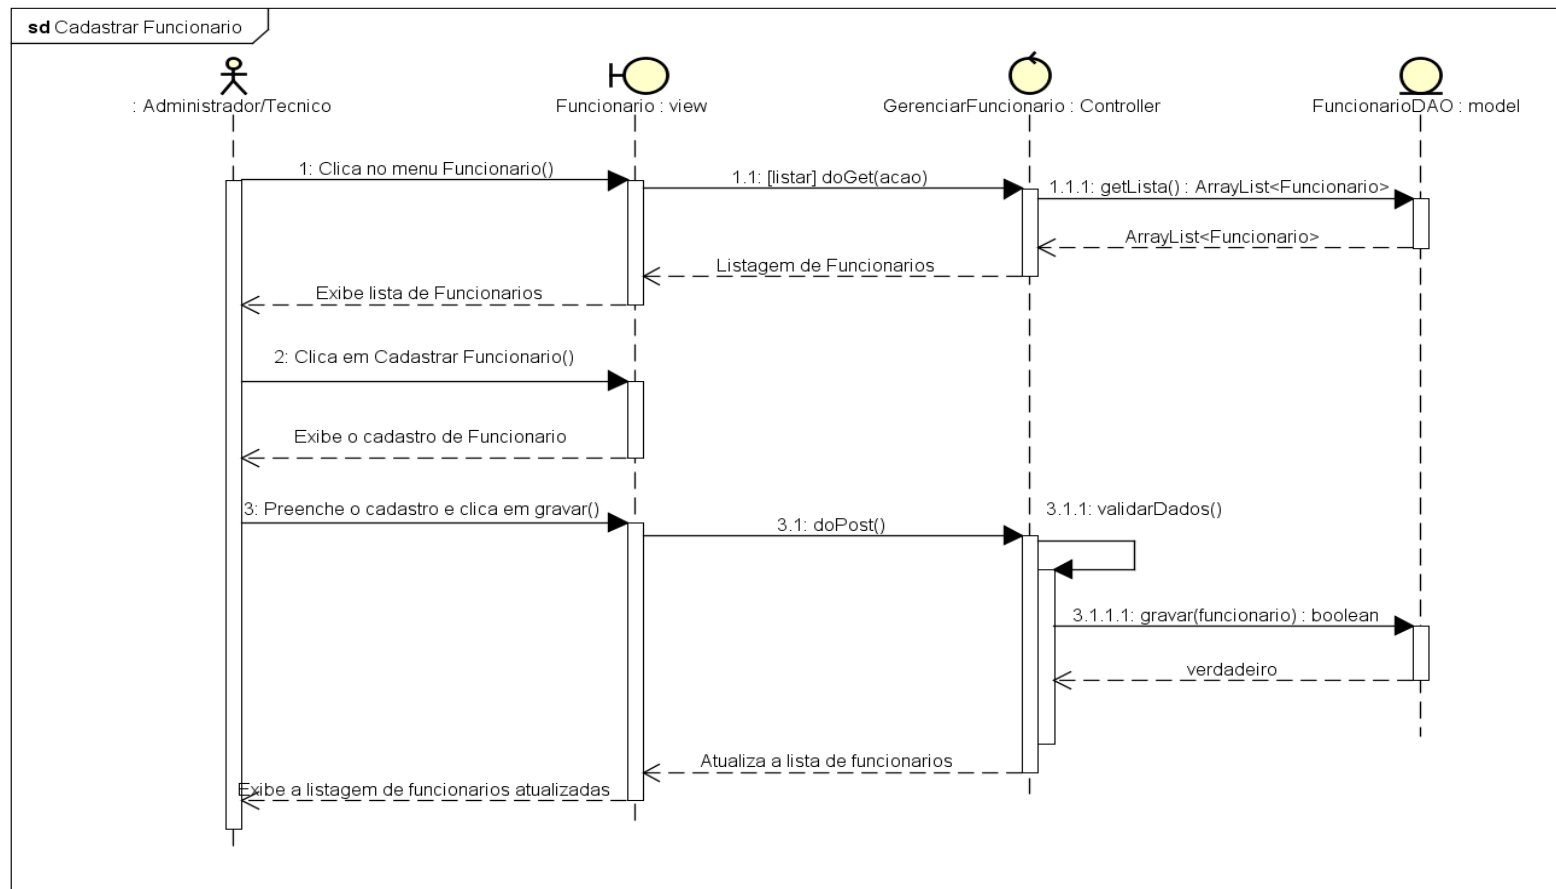 sd Cadastrar Funcionario
: Administrador/Tecnico
Funcionario : view
GerenciarFuncionario : Controller
FuncionarioDAO : model
1: Clica no menu Funcionario()
1.1: [listar] doGet(acao)
1.1.1: getLista() : ArrayList<Funcionario>
ArrayList<Funcionario>
Listagem de Funcionarios
Exibe lista de Funcionarios
2: Clica em Cadastrar Funcionario()
Exibe o cadastro de Funcionario
3: Preenche o cadastro e clica em gravar()
3.1: doPost()
3.1.1: validarDados()
3.1.1.1: gravar(funcionario) : boolean
verdadeiro
Atualiza a lista de funcionarios
Exibe a listagem de funcionarios atualizadas